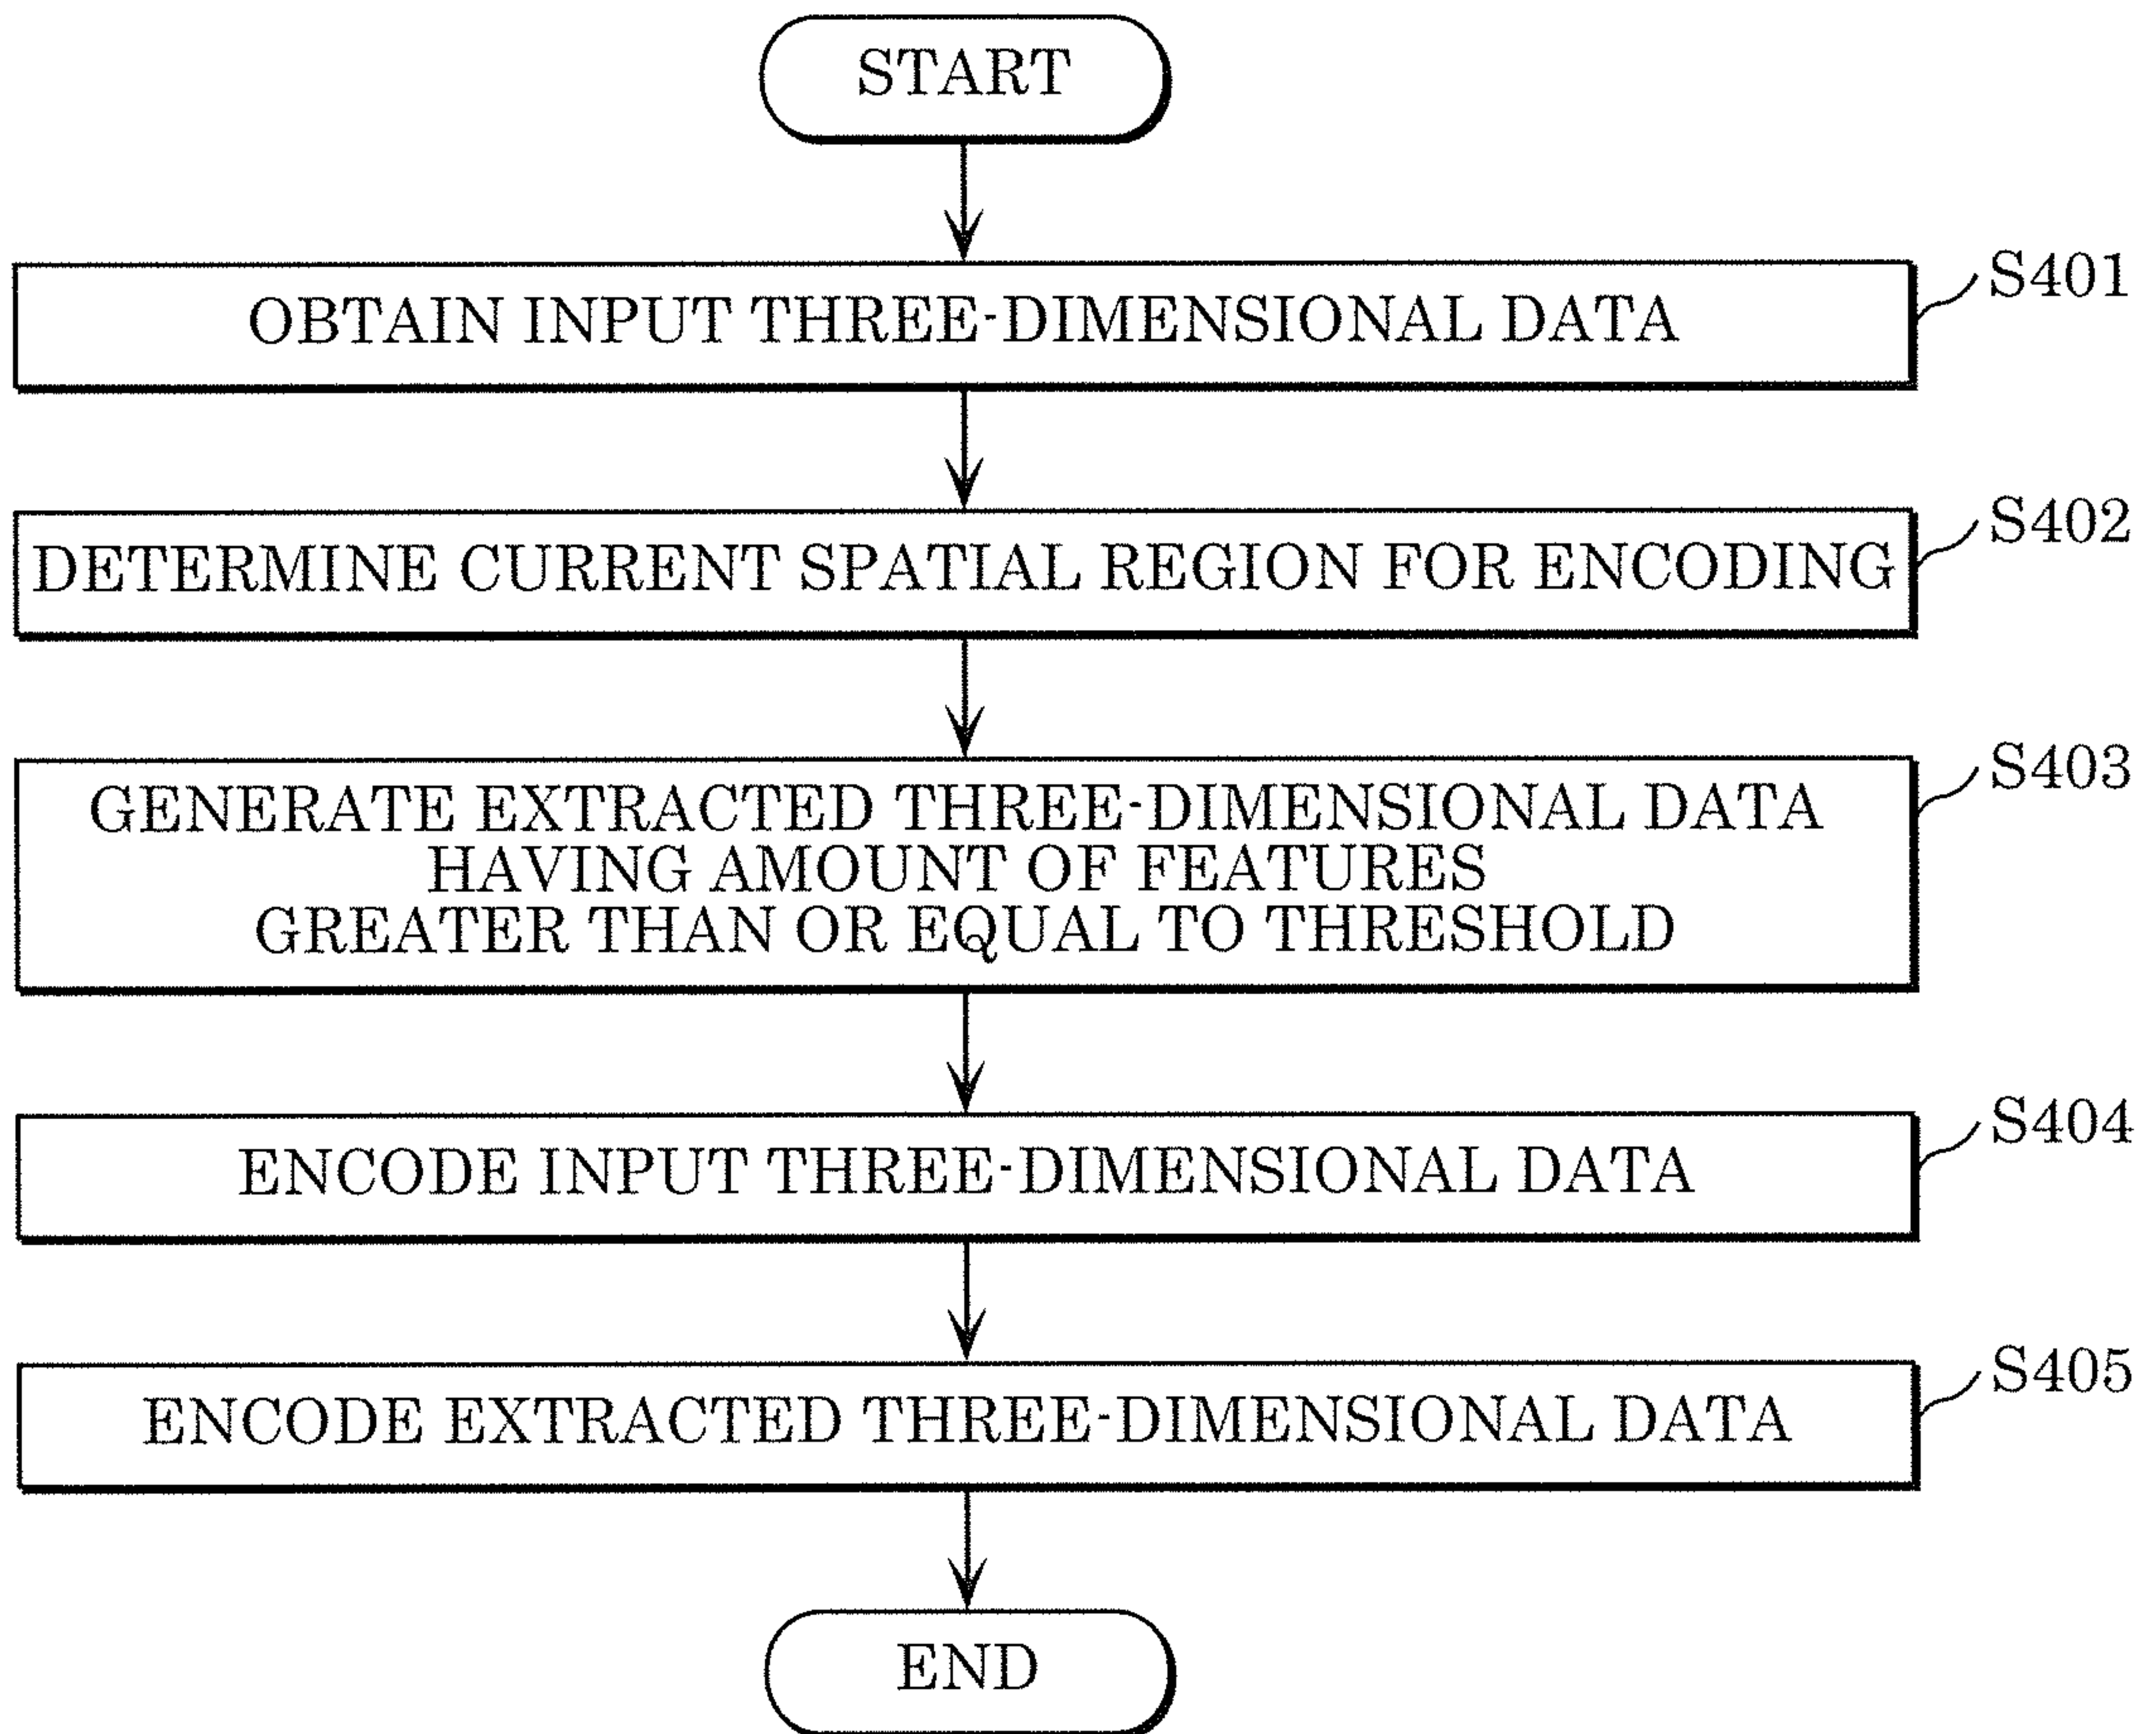 START
OBTAIN INPUT THREE-DIMENSIONAL DATA
S401
DETERMINE CURRENT SPATIAL REGION FOR ENCODING
S402
GENERATE EXTRACTED THREE-DIMENSIONAL DATA
HAVING AMOUNT OF FEATURES
GREATER THAN OR EQUAL TO THRESHOLD
S403
ENCODE INPUT THREE-DIMENSIONAL DATA
S404
ENCODE EXTRACTED THREE-DIMENSIONAL DATA
S405
END